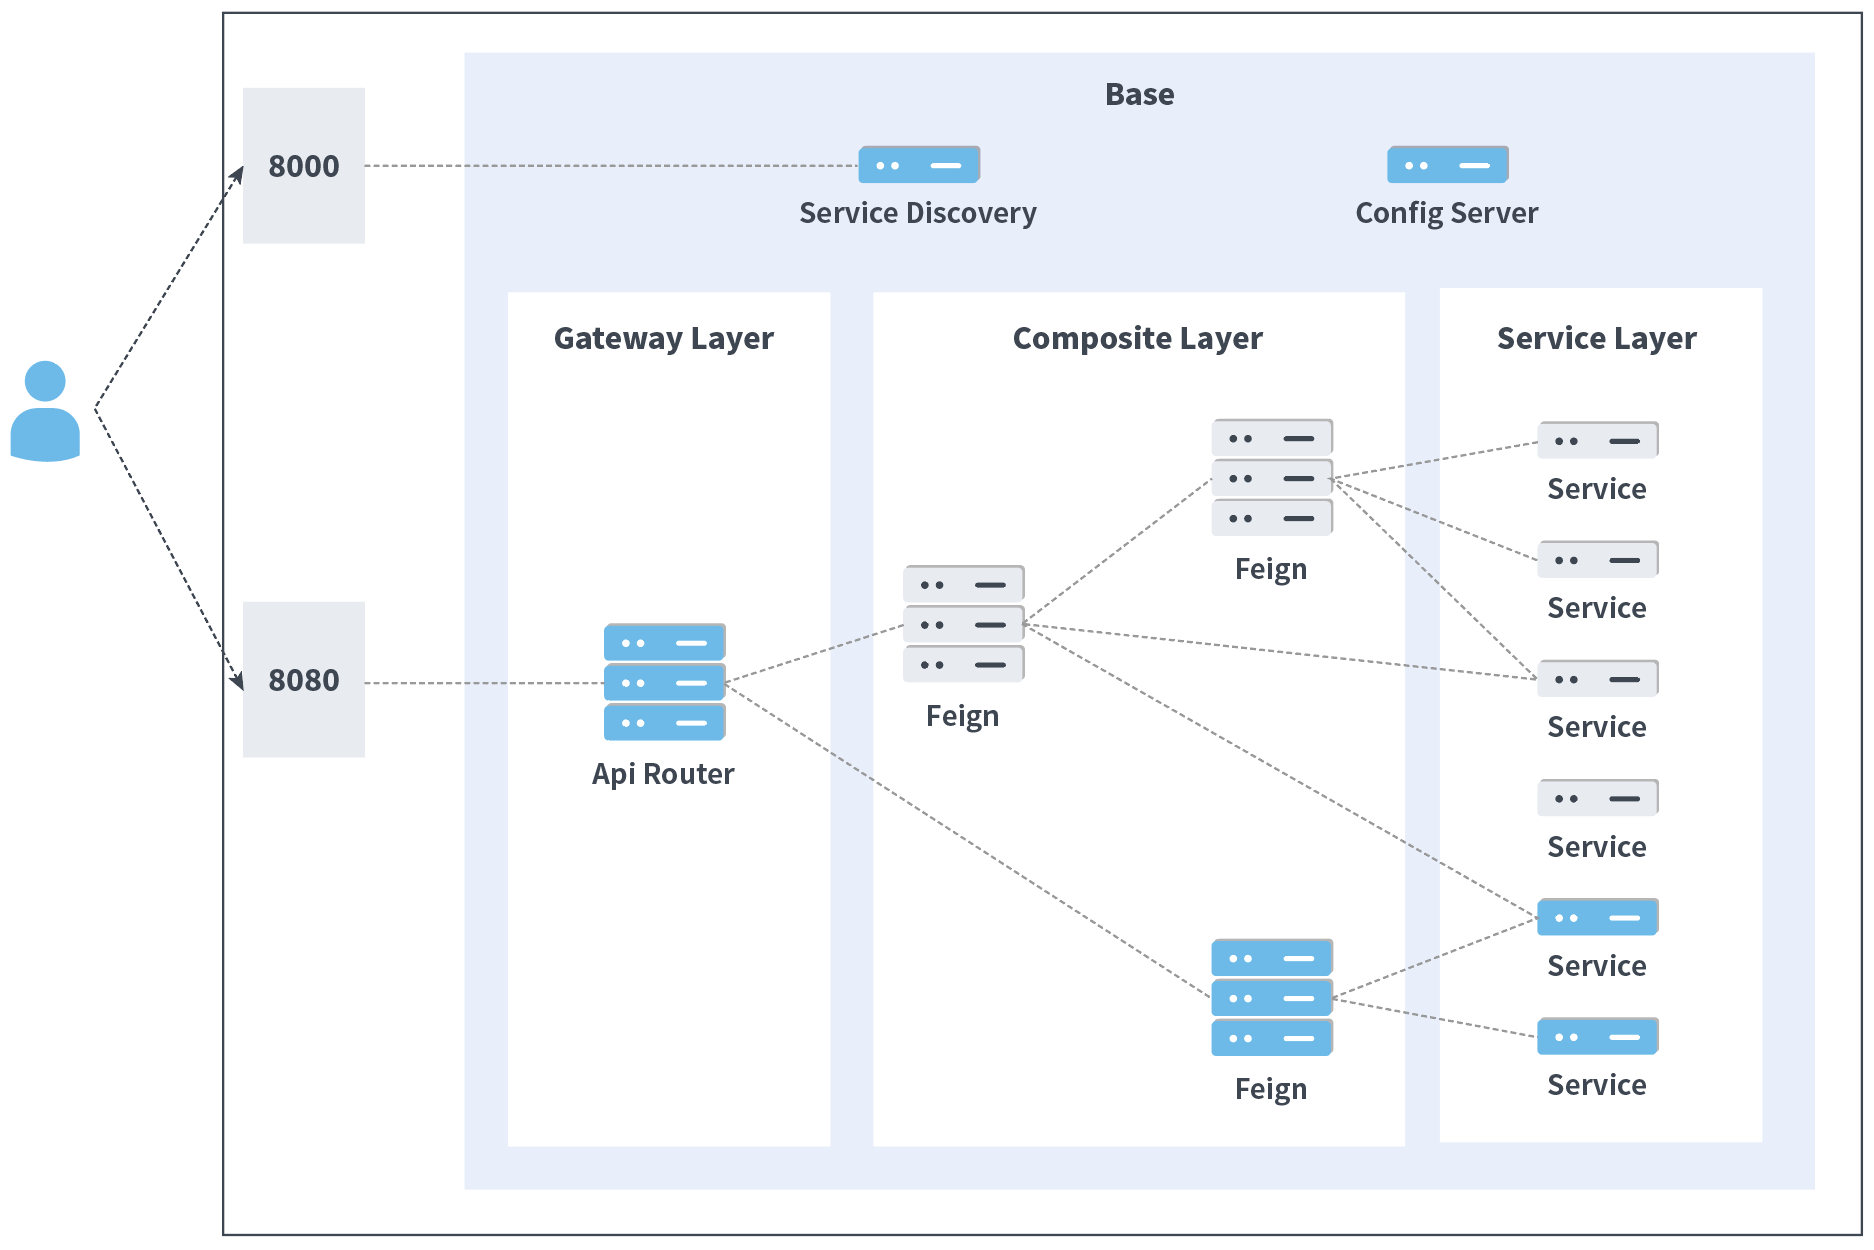 Base
8000
Service Discovery
Config Server
Gateway Layer
Composite Layer
Service Layer
Service
Feign
Service
8080
Feign
Service
Api Router
Service
Service
Feign
Service